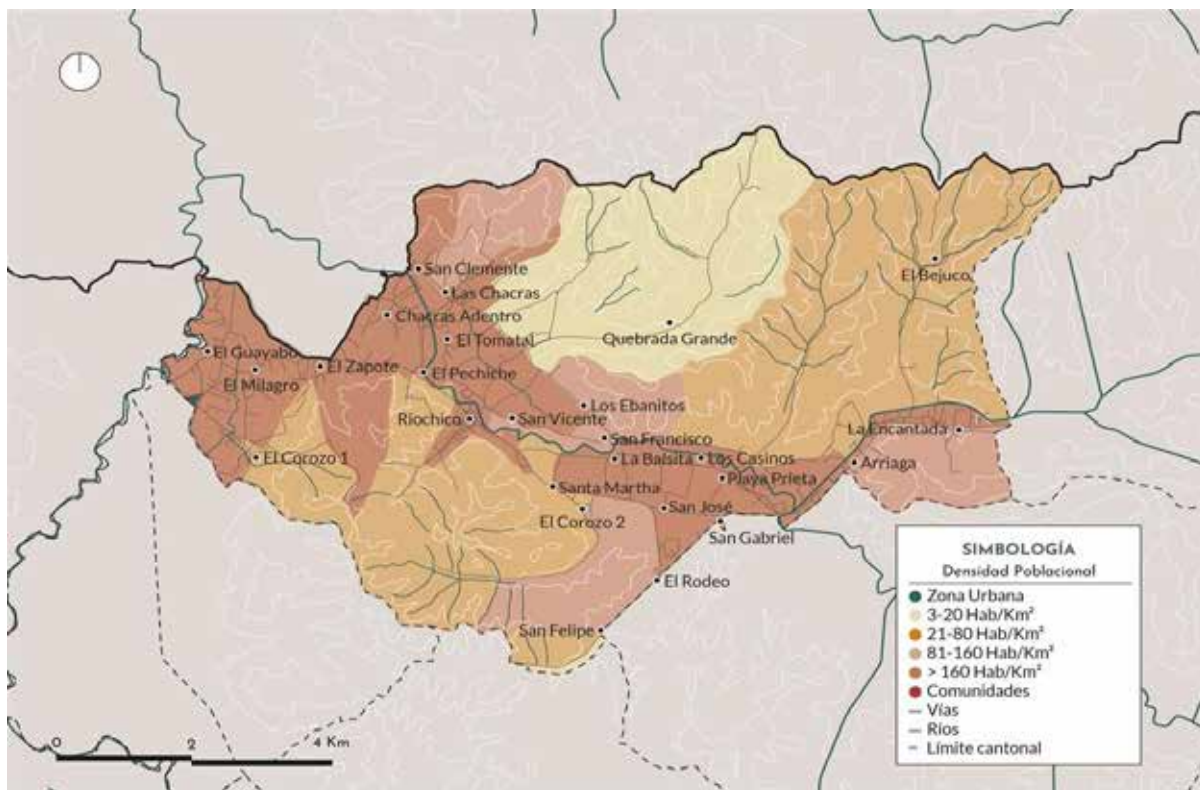 San Clemente
Las Chacras
Chacras Adentro
El Tomatal
El Guayabo
El Zapote
El Milagro
El Pechiche
Quebrada Grande
El Bejuco
Los Ebanitos
Riochico
San Vicente
San Francisco
La Encantada
El Corozo 1
La Balsita
Los Casinos
Arriaga
Playa Prieta
Santa Martha
San José
El Corozo 2
San Gabriel
El Rodeo
San Felipe
SIMBOLOGÍA
Densidad Poblacional
Zona Urbana
3-20 Hab/Km²
21-80 Hab/Km²
81-160 Hab/Km²
> 160 Hab/Km²
Comunidades
Vías
Ríos
Límite cantonal
0 2 4 Km